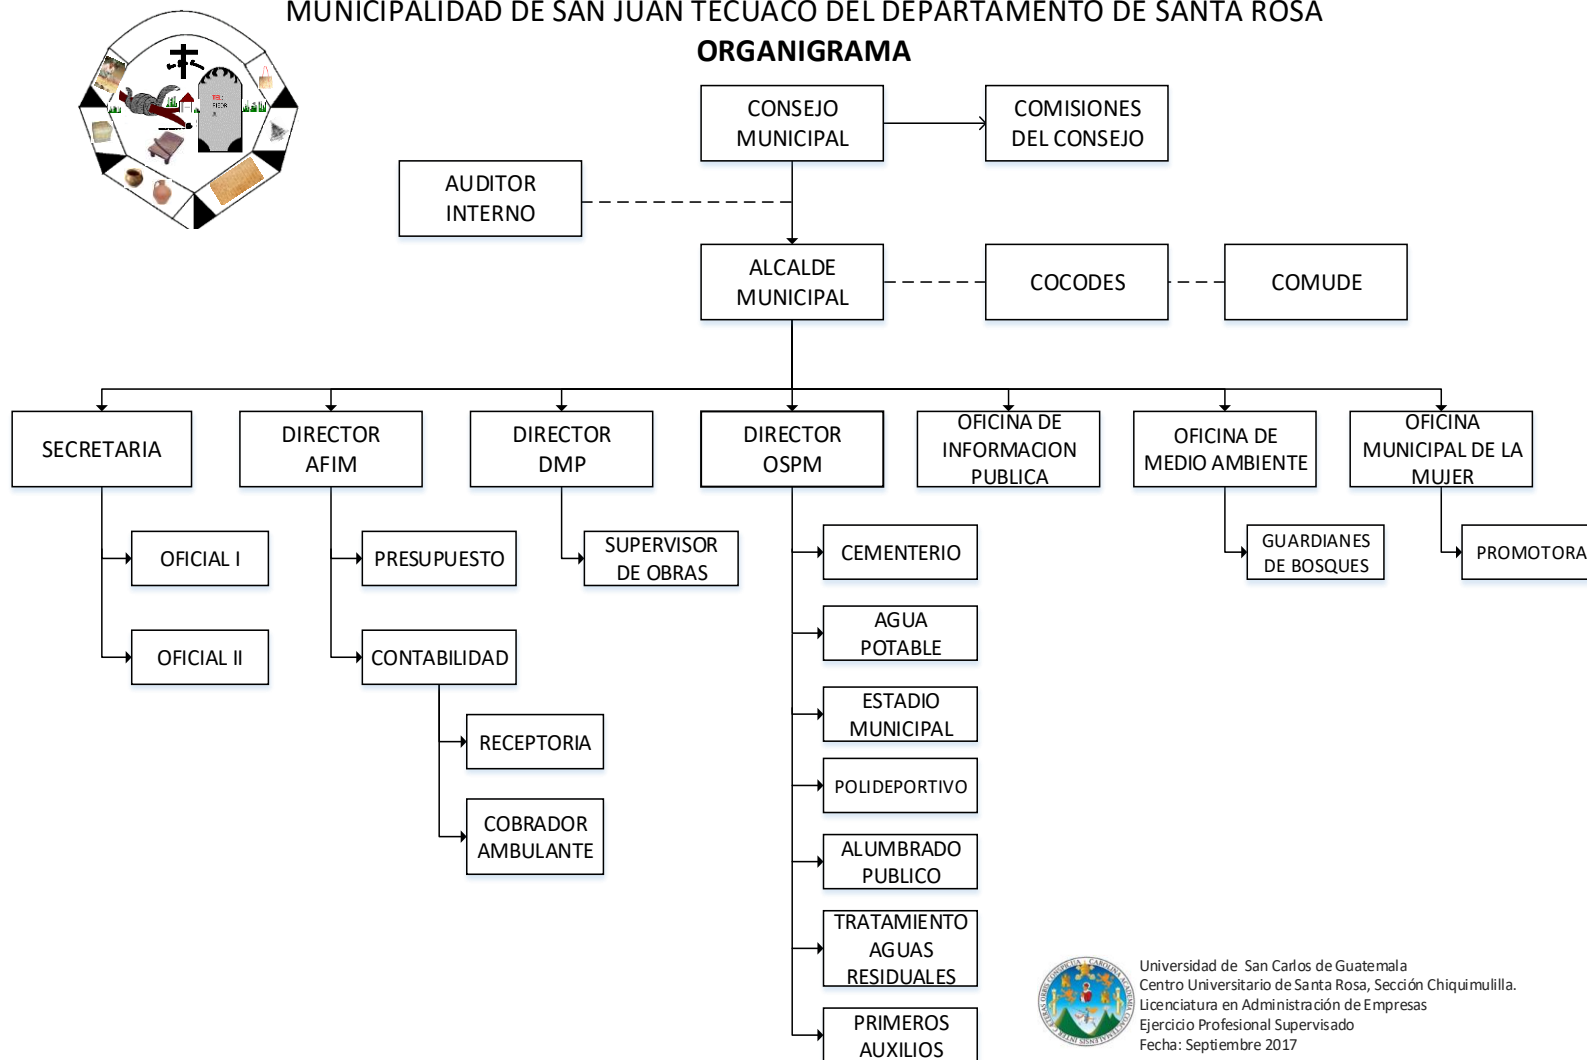 MUNICIPALIDAD DE SAN JUAN TECUACO DEL DEPARTAMENTO DE SANTA ROSA
ORGANIGRAMA
CONSEJO
MUNICIPAL
COMISIONES
DEL CONSEJO
AUDITOR
INTERNO
ALCALDE
MUNICIPAL
COCODES
COMUDE
SECRETARIA
DIRECTOR
AFIM
DIRECTOR
DMP
DIRECTOR
OSPM
OFICINA DE
INFORMACION
PUBLICA
OFICINA DE
MEDIO AMBIENTE
OFICINA
MUNICIPAL DE LA
MUJER
OFICIAL I
OFICIAL II
PRESUPUESTO
CONTABILIDAD
RECEPTORIA
COBRADOR
AMBULANTE
SUPERVISOR
DE OBRAS
CEMENTERIO
AGUA
POTABLE
ESTADIO
MUNICIPAL
POLIDEPORTIVO
ALUMBRADO
PUBLICO
TRATAMIENTO
AGUAS
RESIDUALES
PRIMEROS
AUXILIOS
GUARDIANES
DE BOSQUES
PROMOTORA
Universidad de San Carlos de Guatemala
Centro Universitario de Santa Rosa, Sección Chiquimulilla.
Licenciatura en Administración de Empresas
Ejercicio Profesional Supervisado
Fecha: Septiembre 2017